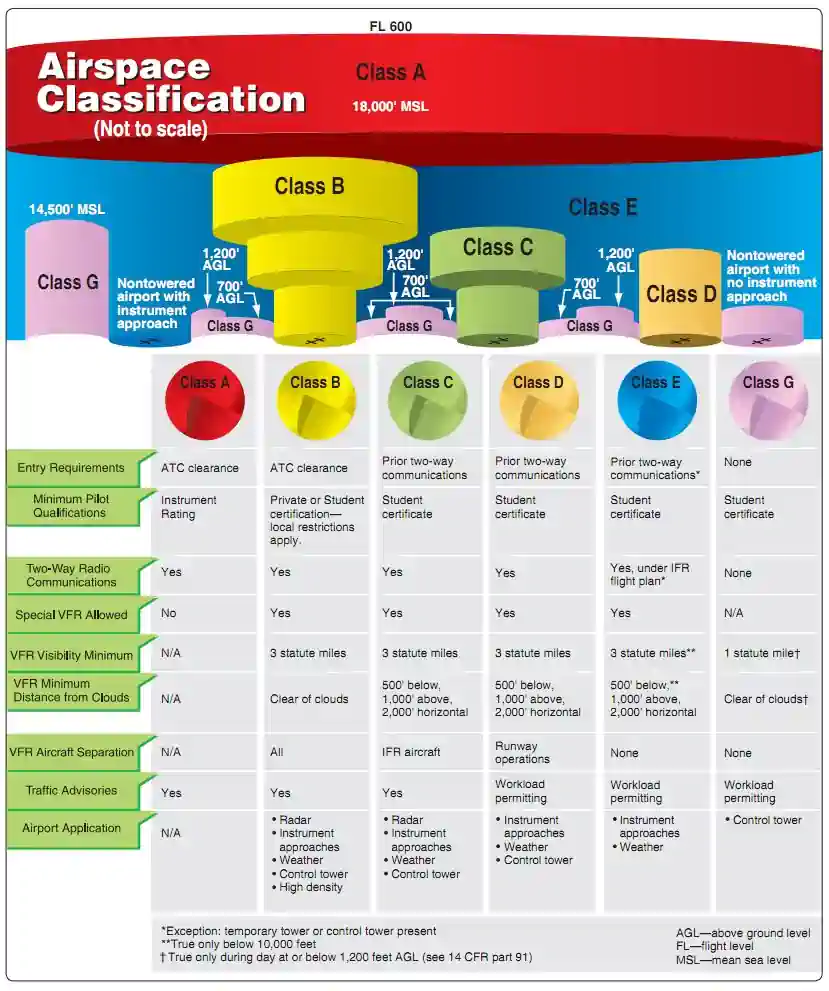 FL 600
Airspace
Classification
(Not to scale)
Class A
18,000' MSL
Class B
Class E
14,500' MSL
Class C
1,200'
AGL
1,200'
AGL
1,200'
AGL
Nontowered
airport with
no instrument
approach
Class G
Nontowered
airport with
instrument
approach
700'
AGL
700'
AGL
700'
AGL
Class D
Class G
Class G
Class G
Class A
Class B
Class C
Class D
Class E
Class G
Entry Requirements
ATC clearance
ATC clearance
Prior two-way
communications
Prior two-way
communications
Prior two-way
communications*
None
Minimum Pilot
Qualifications
Instrument
Rating
Private or Student
certification—
local restrictions
apply.
Student
certificate
Student
certificate
Student
certificate
Student
certificate
Two-Way Radio
Communications
Yes
Yes
Yes
Yes
Yes, under IFR
flight plan*
None
Special VFR Allowed
No
Yes
Yes
Yes
Yes
N/A
VFR Visibility Minimum
N/A
3 statute miles
3 statute miles
3 statute miles
3 statute miles**
1 statute mile†
VFR Minimum
Distance from Clouds
N/A
Clear of clouds
500' below,
1,000' above,
2,000' horizontal
500' below,
1,000' above,
2,000' horizontal
500' below,**
1,000' above,
2,000' horizontal
Clear of clouds†
VFR Aircraft Separation
N/A
All
IFR aircraft
Runway
operations
None
None
Traffic Advisories
Yes
Yes
Yes
Workload
permitting
Workload
permitting
Workload
permitting
Airport Application
N/A
• Radar
• Instrument
approaches
• Weather
• Control tower
• High density
• Radar
• Instrument
approaches
• Weather
• Control tower
• Instrument
approaches
• Weather
• Control tower
• Instrument
approaches
• Weather
• Control tower
*Exception: temporary tower or control tower present
**True only below 10,000 feet
† True only during day at or below 1,200 feet AGL (see 14 CFR part 91)
AGL—above ground level
FL—flight level
MSL—mean sea level